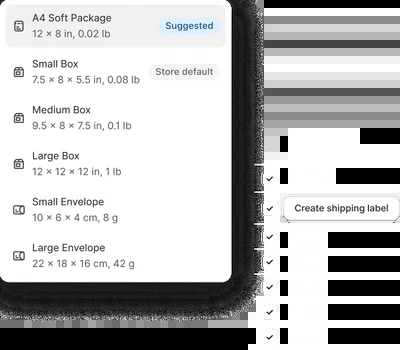 A4 Soft Package
12 × 8 in, 0.02 lb
Suggested
Small Box
7.5 × 8 × 5.5 in, 0.08 lb
Store default
Medium Box
9.5 × 8 × 7.5 in, 0.1 lb
Large Box
12 × 12 × 12 in, 1 lb
Small Envelope
10 × 6 × 4 cm, 8 g
Create shipping label
Large Envelope
22 × 18 × 16 cm, 42 g